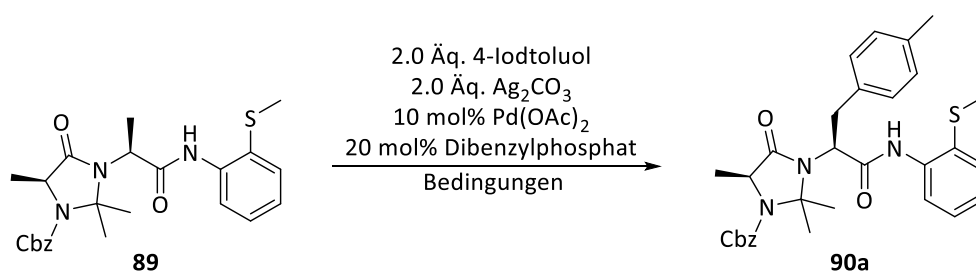 2.0 Äq. 4-Iodtoluol
2.0 Äq. Ag₂CO₃
10 mol% Pd(OAc)₂
20 mol% Dibenzylphosphat
Bedingungen
O
N
H
N
S
O
N
Cbz
89
O
N
H
N
S
O
N
Cbz
90a